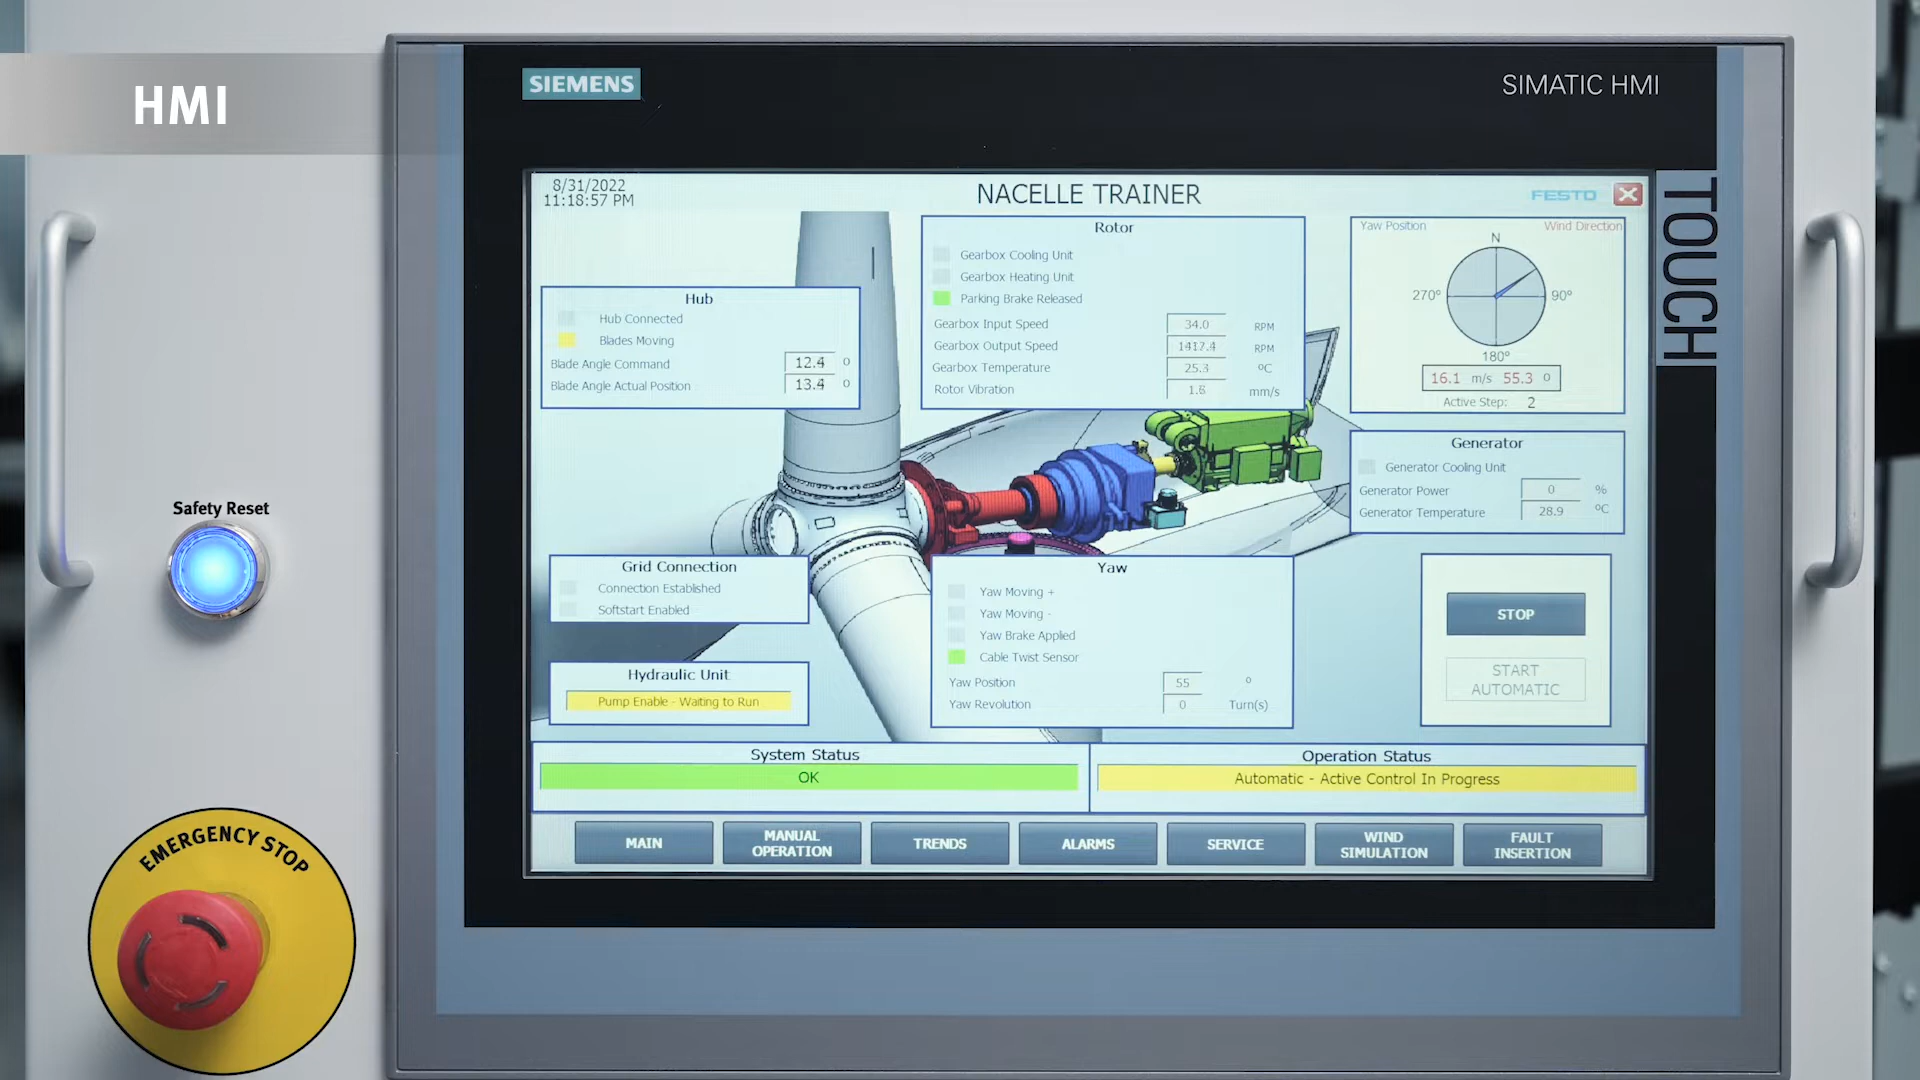 HMI
SIEMENS
SIMATIC HMI
TOUCH
8/31/2022
11:18:57 PM
NACELLE TRAINER
FESTO
Hub
Hub Connected
Blades Moving
Blade Angle Command 12.4 o
Blade Angle Actual Position 13.4 o
Rotor
Gearbox Cooling Unit
Gearbox Heating Unit
Parking Brake Released
Gearbox Input Speed 34.0 RPM
Gearbox Output Speed 1417.4 RPM
Gearbox Temperature 25.3 ºC
Rotor Vibration 1.6 mm/s
Yaw Position Wind Direction
N
270º 90º
180º
16.1 m/s 55.3 o
Active Step: 2
Generator
Generator Cooling Unit
Generator Power 0 %
Generator Temperature 28.9 ºC
Grid Connection
Connection Established
Softstart Enabled
Hydraulic Unit
Pump Enable - Waiting to Run
Yaw
Yaw Moving +
Yaw Moving -
Yaw Brake Applied
Cable Twist Sensor
Yaw Position 55 o
Yaw Revolution 0 Turn(s)
STOP
START
AUTOMATIC
System Status
OK
Operation Status
Automatic - Active Control In Progress
MAIN
MANUAL
OPERATION
TRENDS
ALARMS
SERVICE
WIND
SIMULATION
FAULT
INSERTION
Safety Reset
EMERGENCY STOP